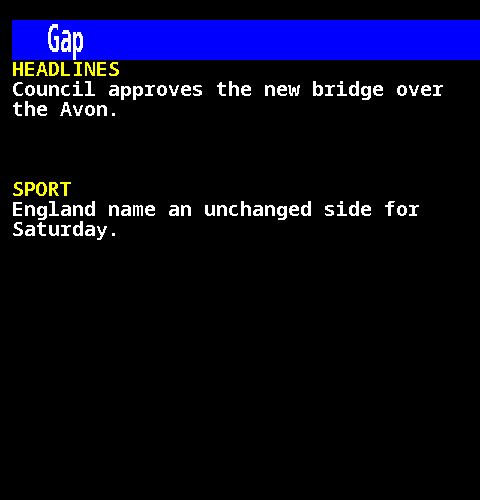 Gap
HEADLINES
Council approves the new bridge over
the Avon.
SPORT
England name an unchanged side for
Saturday.